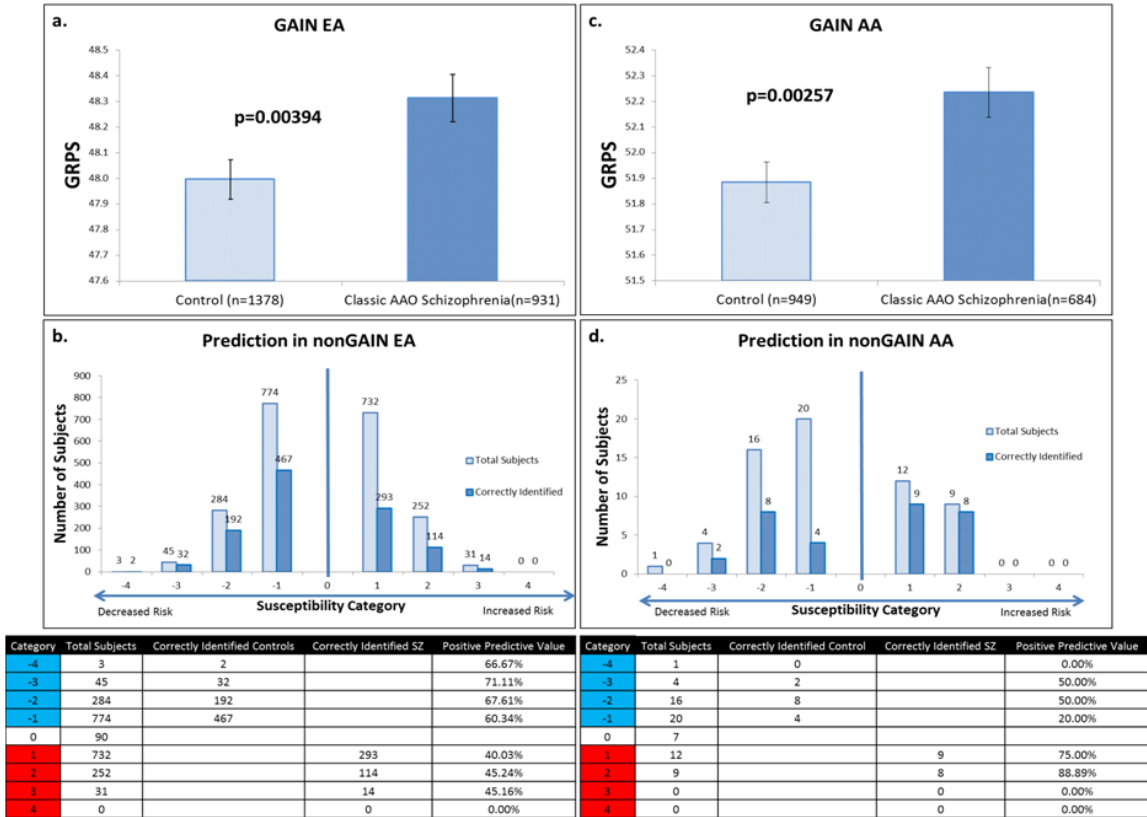 a.
GAIN EA
48.5
48.4
48.3
48.2
48.1
48.0
47.9
47.8
47.7
47.6
GRPS
p=0.00394
Control (n=1378)
Classic AAO Schizophrenia(n=931)
c.
GAIN AA
52.4
52.3
52.2
52.1
52.0
51.9
51.8
51.7
51.6
51.5
GRPS
p=0.00257
Control (n=949)
Classic AAO Schizophrenia(n=684)
b.
Prediction in nonGAIN EA
Number of Subjects
900
800
700
600
500
400
300
200
100
0
3 2
45 32
284 192
774 467
732 293
252 114
31 14
0 0
Total Subjects
Correctly Identified
-4 -3 -2 -1 0 1 2 3 4
Decreased Risk Susceptibility Category Increased Risk
d.
Prediction in nonGAIN AA
Number of Subjects
25
20
15
10
5
0
1 0
4 2
16 8
20 4
12 9
9 8
0 0
0 0
Total Subjects
Correctly Identified
-4 -3 -2 -1 0 1 2 3 4
Decreased Risk Susceptibility Category Increased Risk
Category Total Subjects Correctly Identified Controls Correctly Identified SZ Positive Predictive Value
-4 3 2 66.67%
-3 45 32 71.11%
-2 284 192 67.61%
-1 774 467 60.34%
0 90
1 732 293 40.03%
2 252 114 45.24%
3 31 14 45.16%
4 0 0 0.00%
Category Total Subjects Correctly Identified Control Correctly Identified SZ Positive Predictive Value
-4 1 0 0.00%
-3 4 2 50.00%
-2 16 8 50.00%
-1 20 4 20.00%
0 7
1 12 9 75.00%
2 9 8 88.89%
3 0 0 0.00%
4 0 0 0.00%